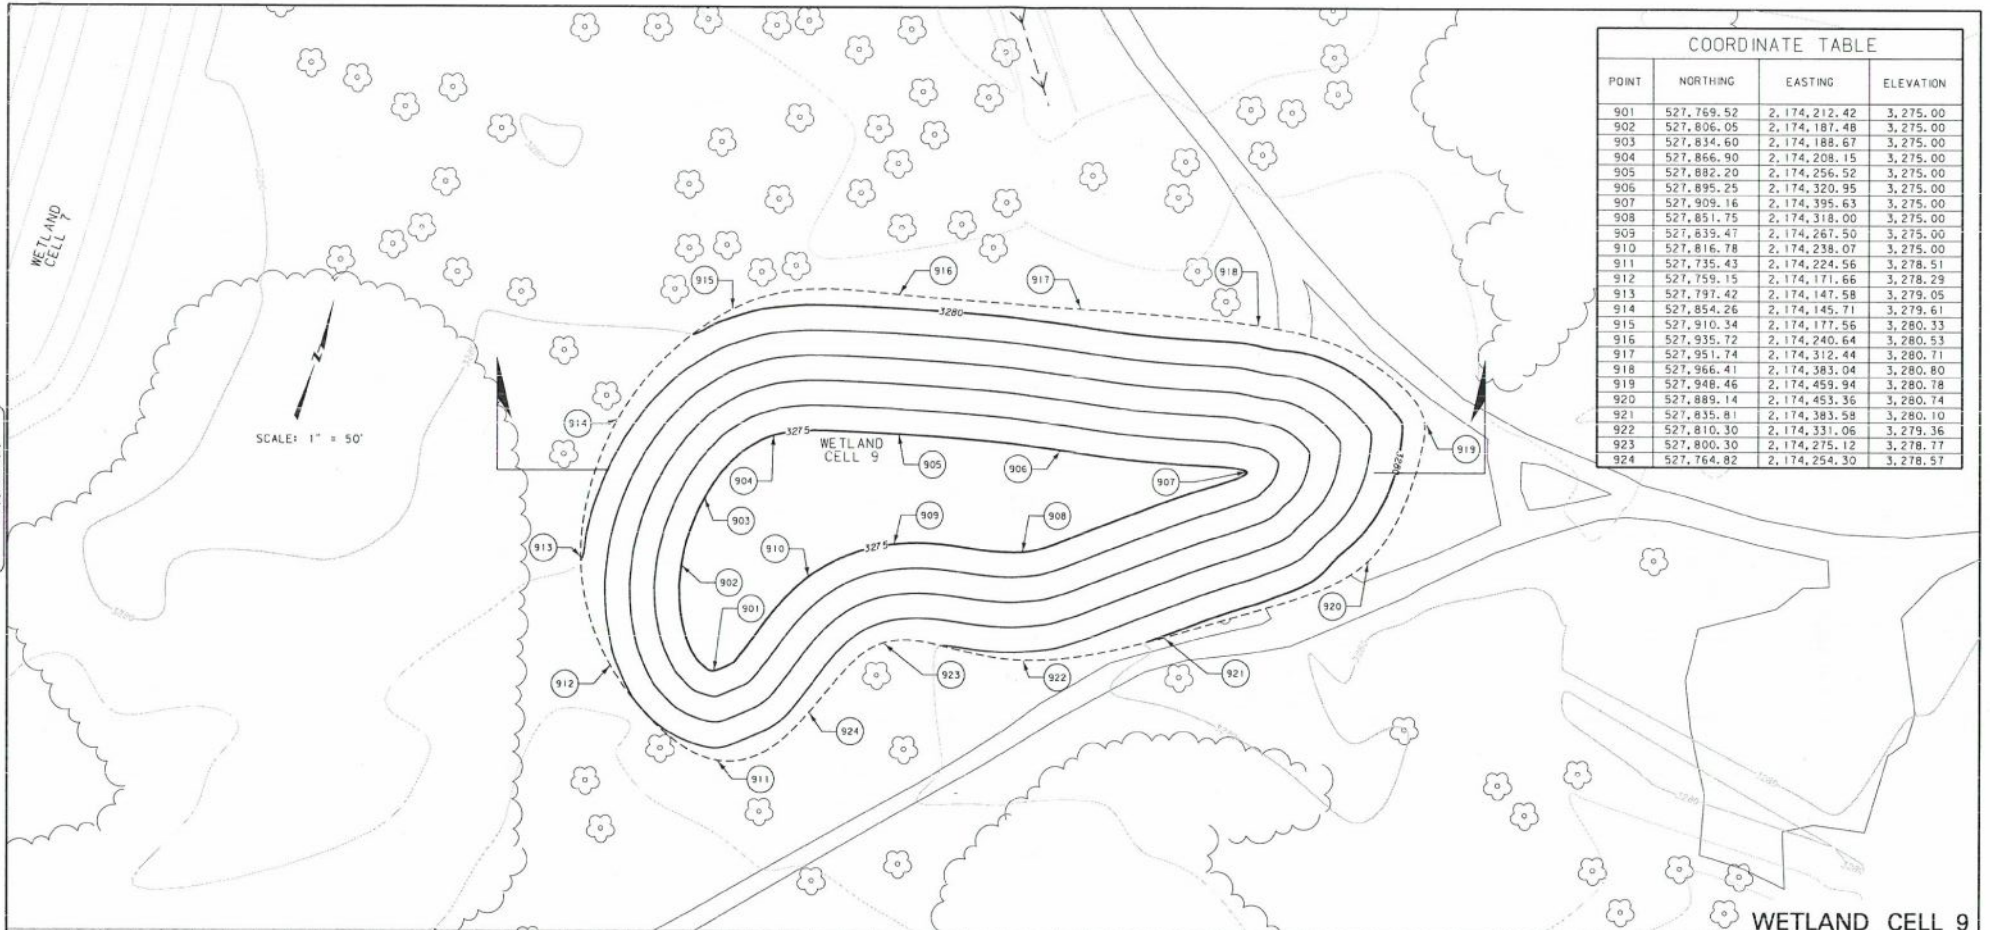 COORDINATE TABLE
POINT NORTHING EASTING ELEVATION
901 527,769.52 2,174,212.42 3,275.00
902 527,806.05 2,174,187.48 3,275.00
903 527,834.60 2,174,188.67 3,275.00
904 527,866.90 2,174,208.15 3,275.00
905 527,882.20 2,174,256.52 3,275.00
906 527,895.25 2,174,320.95 3,275.00
907 527,909.16 2,174,395.63 3,275.00
908 527,851.75 2,174,318.00 3,275.00
909 527,839.47 2,174,267.50 3,275.00
910 527,816.78 2,174,238.07 3,275.00
911 527,735.43 2,174,224.56 3,278.51
912 527,759.15 2,174,171.66 3,278.29
913 527,797.42 2,174,147.58 3,279.05
914 527,854.26 2,174,145.71 3,279.61
915 527,910.34 2,174,177.56 3,280.33
916 527,935.72 2,174,240.64 3,280.53
917 527,951.74 2,174,312.44 3,280.71
918 527,966.41 2,174,383.04 3,280.80
919 527,948.46 2,174,459.94 3,280.78
920 527,889.14 2,174,453.36 3,280.74
921 527,835.81 2,174,383.58 3,280.10
922 527,810.30 2,174,331.06 3,279.36
923 527,800.30 2,174,275.12 3,278.77
924 527,764.82 2,174,254.30 3,278.57
WETLAND
CELL 7
N
SCALE: 1" = 50'
915
916
917
918
3280
914
3275
WETLAND
CELL 9
905
906
907
919
3280
904
903
909
908
913
910
3275
902
901
920
912
923
922
921
924
911
3280
3280
3280
3280
WETLAND CELL 9